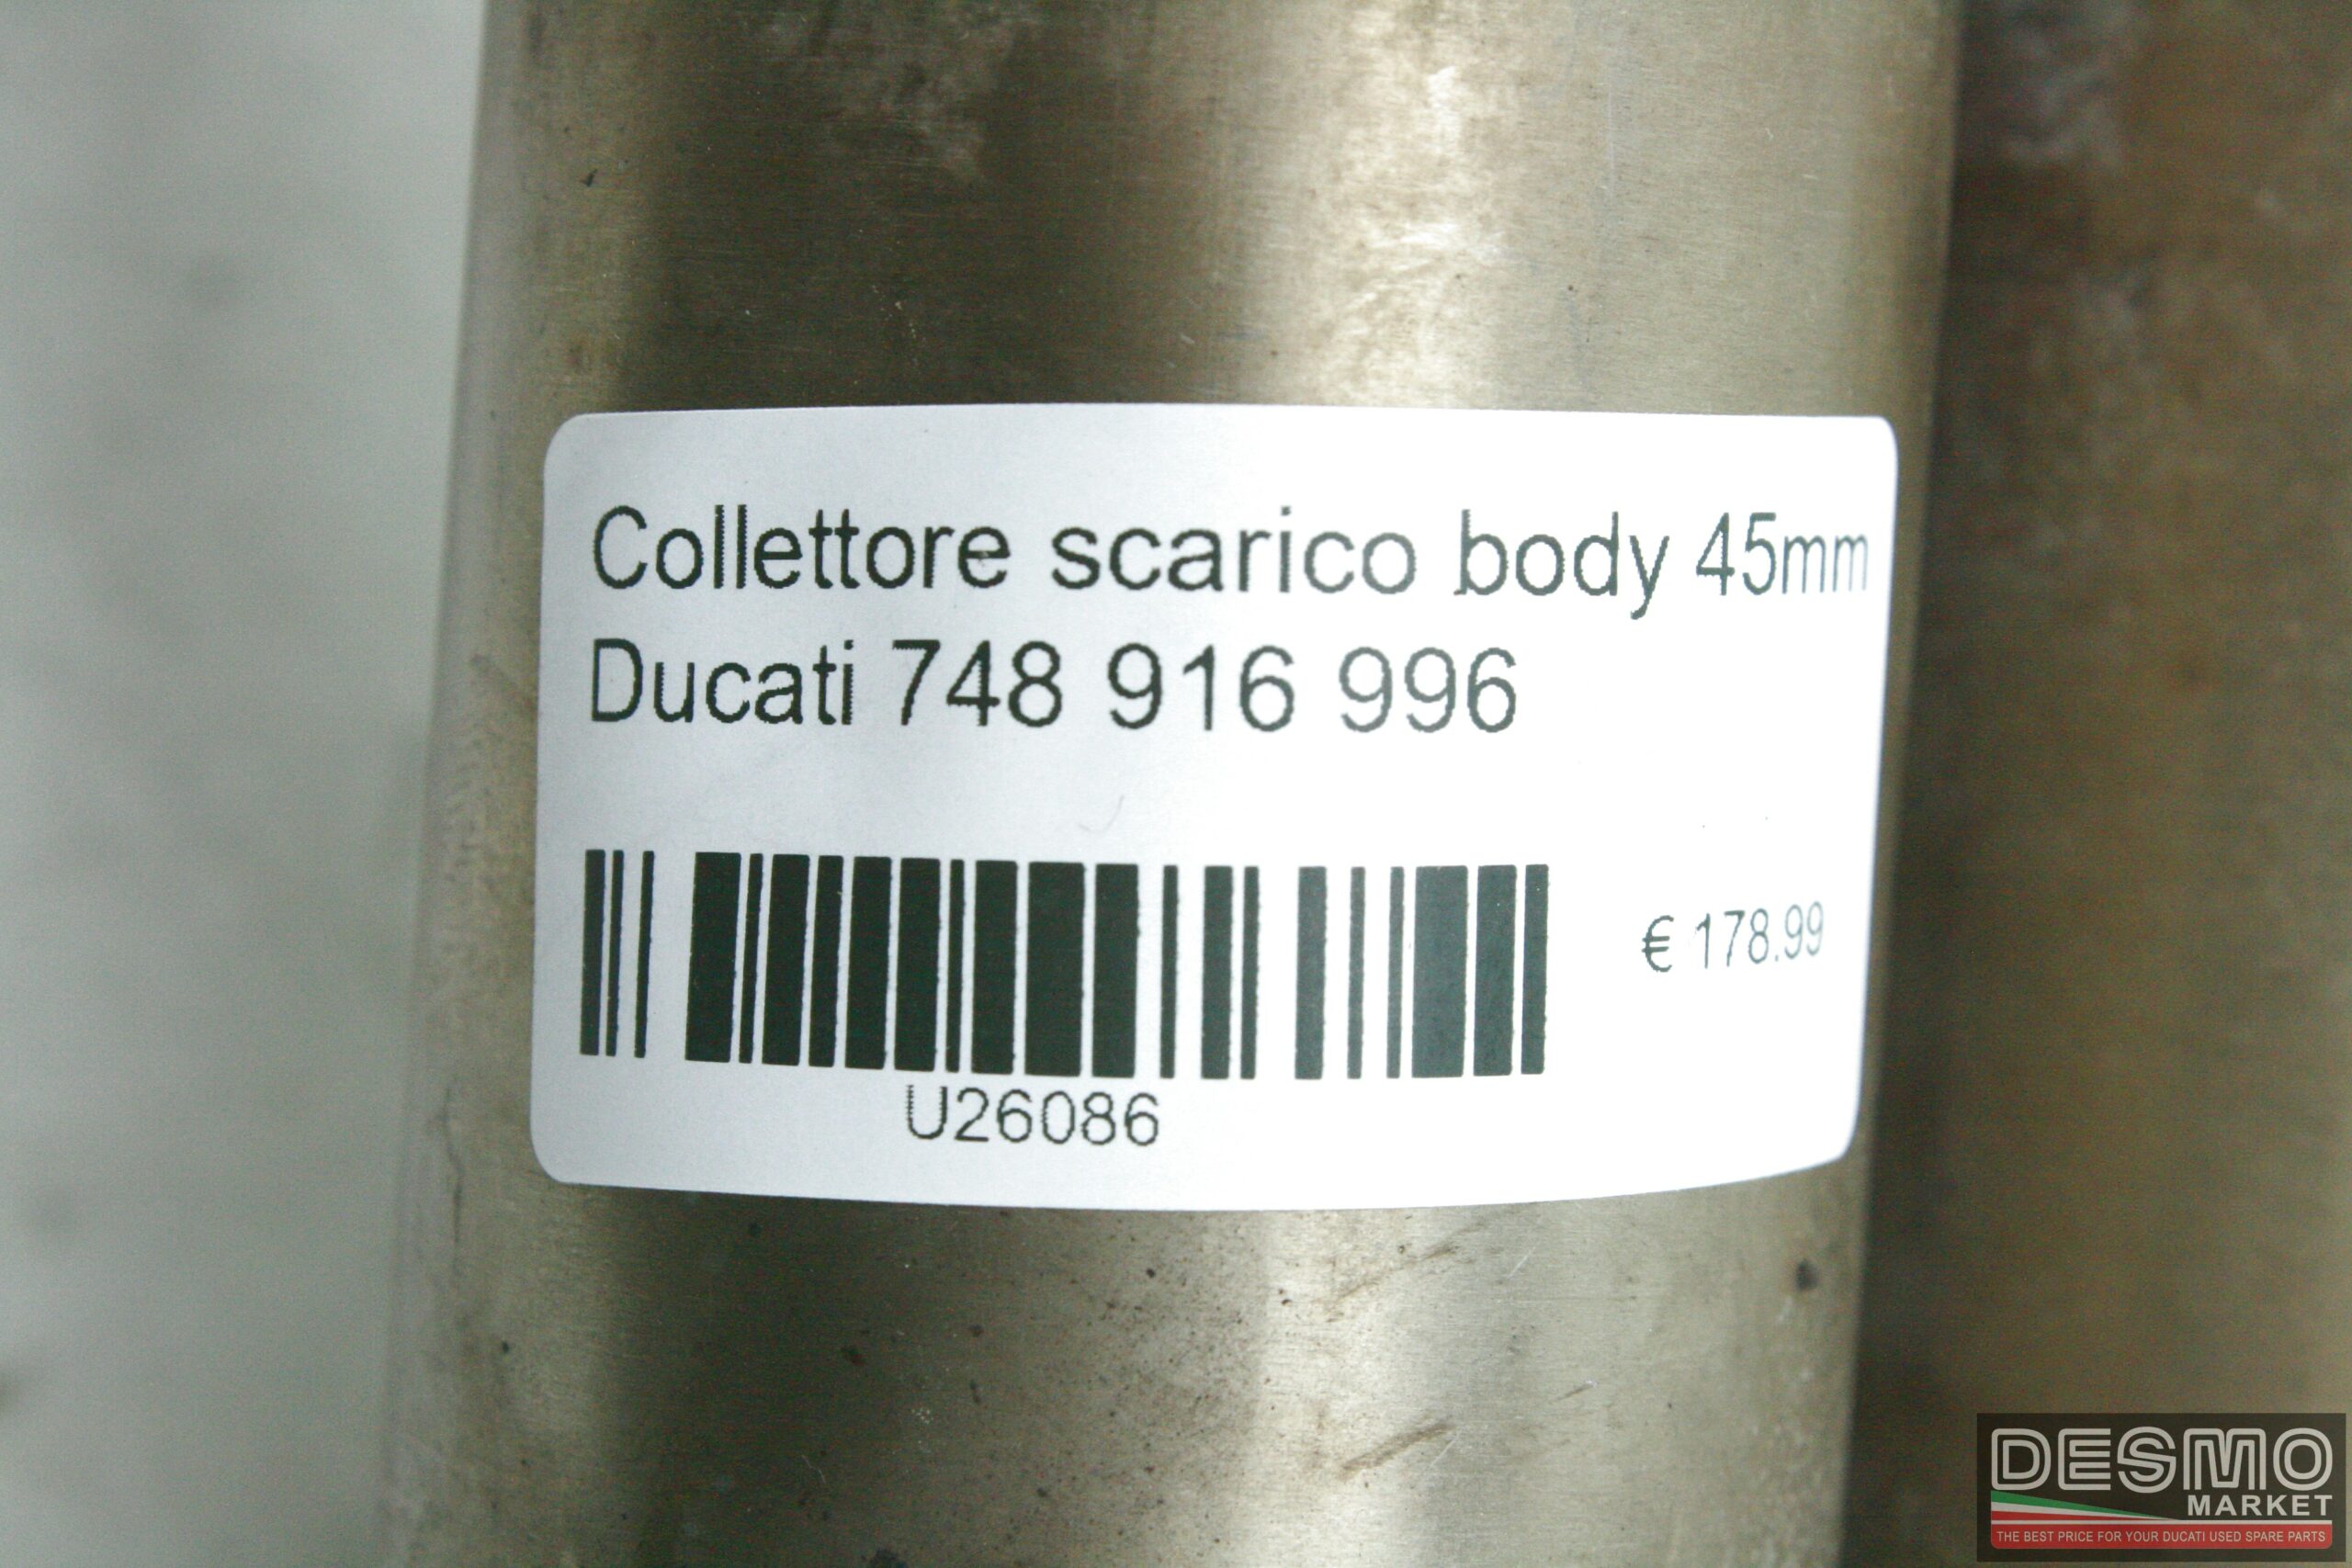 Collettore scarico body 45mm
Ducati 748 916 996
€ 178.99
U26086
DESMO
MARKET
THE BEST PRICE FOR YOUR DUCATI USED SPARE PARTS